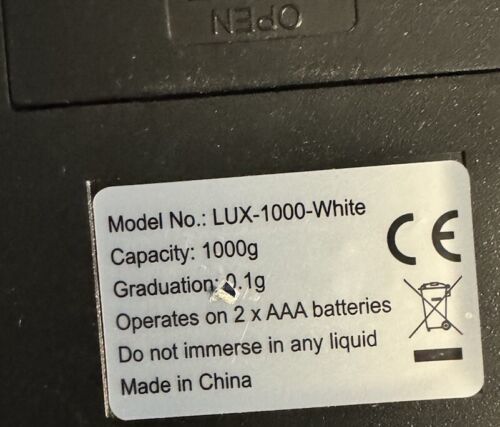 OPEN
Model No.: LUX-1000-White
Capacity: 1000g
Graduation: 0.1g
Operates on 2 x AAA batteries
Do not immerse in any liquid
Made in China
CE